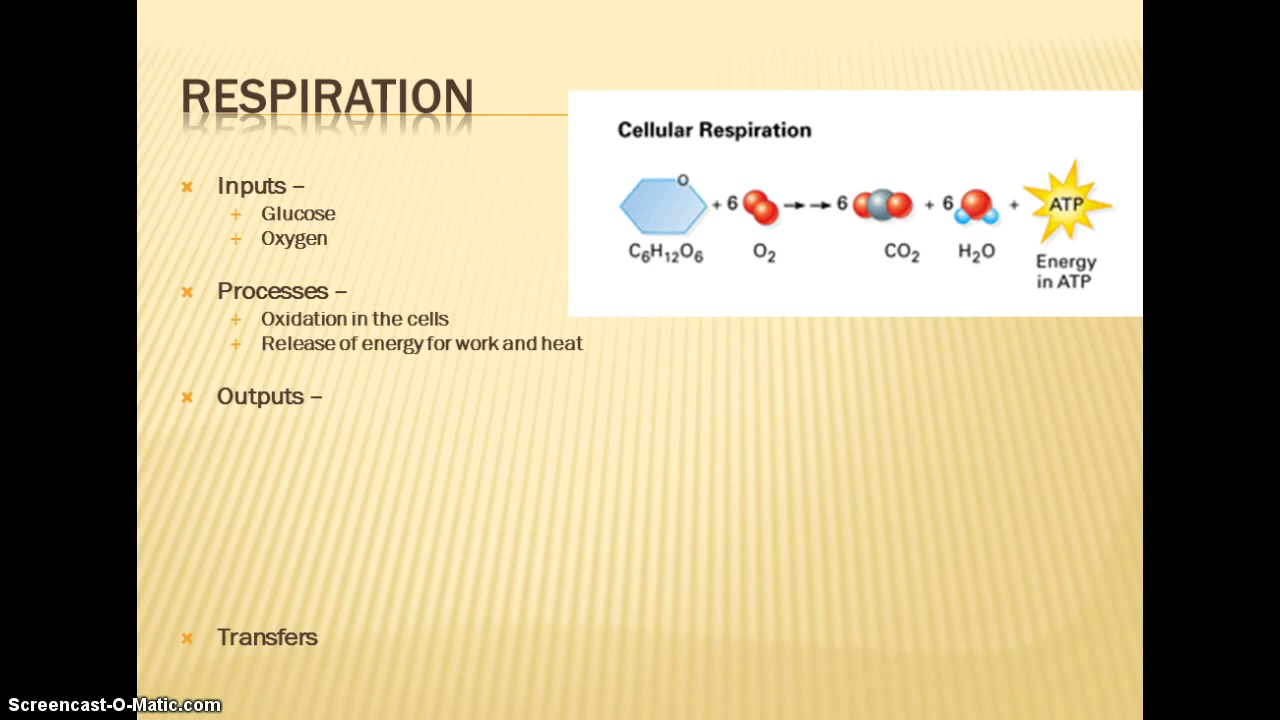 RESPIRATION
Cellular Respiration
Inputs –
Glucose
Oxygen
O
+ 6 6 + 6 + ATP
C₆H₁₂O₆ O₂ CO₂ H₂O
Energy
in ATP
Processes –
Oxidation in the cells
Release of energy for work and heat
Outputs –
Transfers
Screencast-O-Matic.com